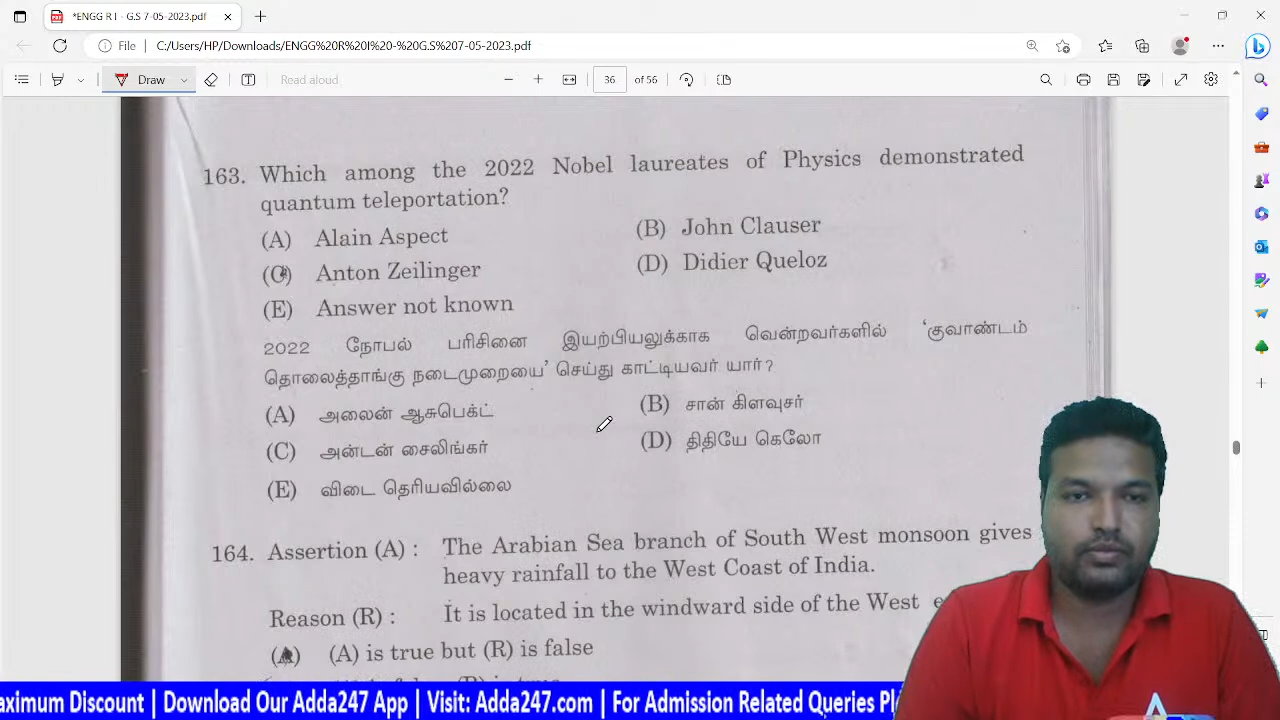 *ENGG R I - G.S 7-05-2023.pdf
File C:/Users/HP/Downloads/ENGG%20R%20I%20-%20G.S%207-05-2023.pdf
Draw Read aloud 36 of 56
163. Which among the 2022 Nobel laureates of Physics demonstrated
quantum teleportation?
(A) Alain Aspect (B) John Clauser
(C) Anton Zeilinger (D) Didier Queloz
(E) Answer not known
2022 நோபல் பரிசினை இயற்பியலுக்காக வென்றவர்களில் ‘குவாண்டம்
தொலைத்தாங்கு நடைமுறையை’ செய்து காட்டியவர் யார்?
(A) அலைன் ஆசுபெக்ட் (B) சான் கிளவுசர்
(C) அன்டன் சைலிங்கர் (D) திதியே கெலோ
(E) விடை தெரியவில்லை
164. Assertion (A) : The Arabian Sea branch of South West monsoon gives
heavy rainfall to the West Coast of India.
Reason (R) : It is located in the windward side of the West
(A) (A) is true but (R) is false
aximum Discount | Download Our Adda247 App | Visit: Adda247.com | For Admission Related Queries